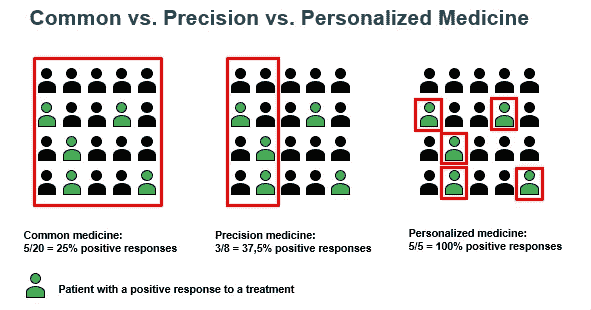 Common vs. Precision vs. Personalized Medicine
Common medicine:
5/20 = 25% positive responses
Precision medicine:
3/8 = 37,5% positive responses
Personalized medicine:
5/5 = 100% positive responses
Patient with a positive response to a treatment